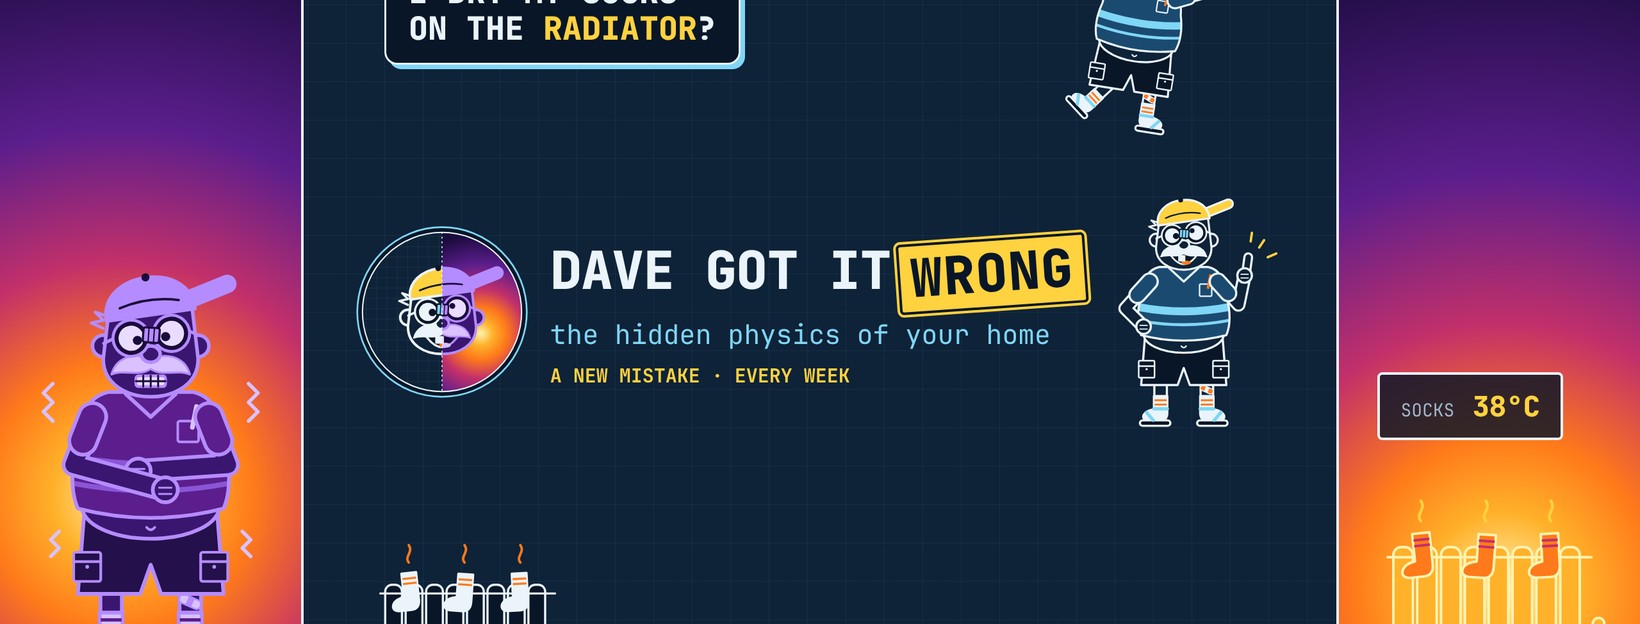 ON THE RADIATOR?
DAVE GOT IT WRONG
the hidden physics of your home
A NEW MISTAKE · EVERY WEEK
SOCKS 38°C